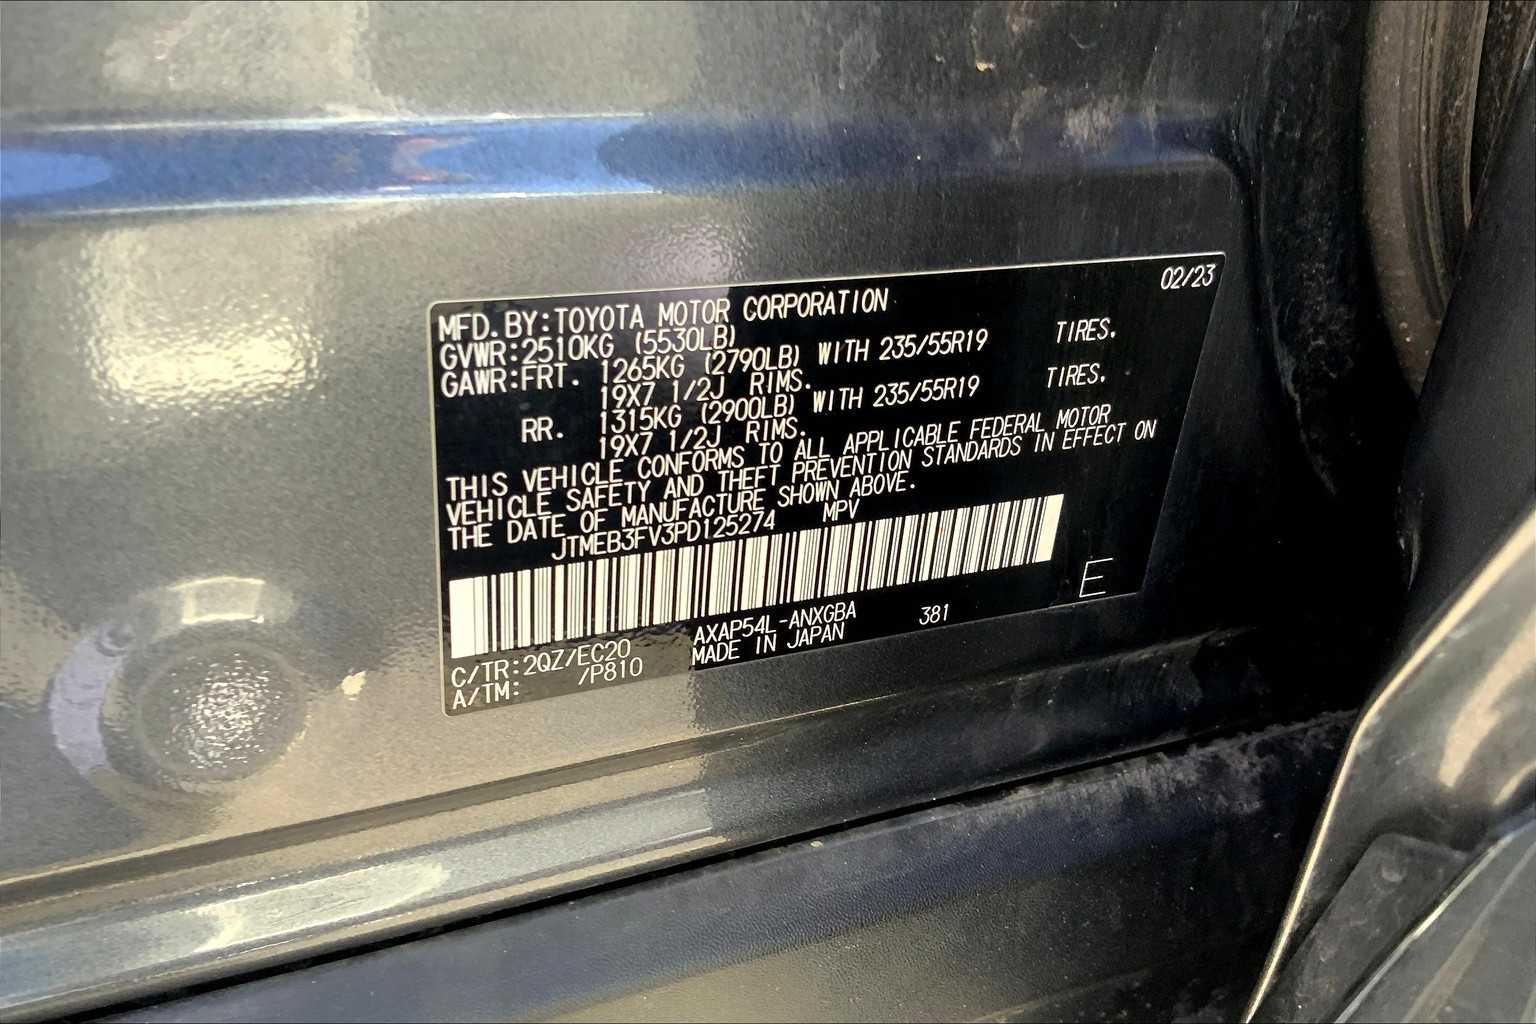 02/23
MFD. BY: TOYOTA MOTOR CORPORATION
GVWR: 2510KG (5530LB)
GAWR: FRT. 1265KG (2790LB) WITH 235/55R19 TIRES.
19X7 1/2J RIMS.
RR. 1315KG (2900LB) WITH 235/55R19 TIRES.
19X7 1/2J RIMS.
THIS VEHICLE CONFORMS TO ALL APPLICABLE FEDERAL MOTOR
VEHICLE SAFETY AND THEFT PREVENTION STANDARDS IN EFFECT ON
THE DATE OF MANUFACTURE SHOWN ABOVE.
JTMEB3FV3PD125274 MPV
E
C/TR: 2QZ/EC20 AXAP54L-ANXGBA 381
A/TM: /P810 MADE IN JAPAN